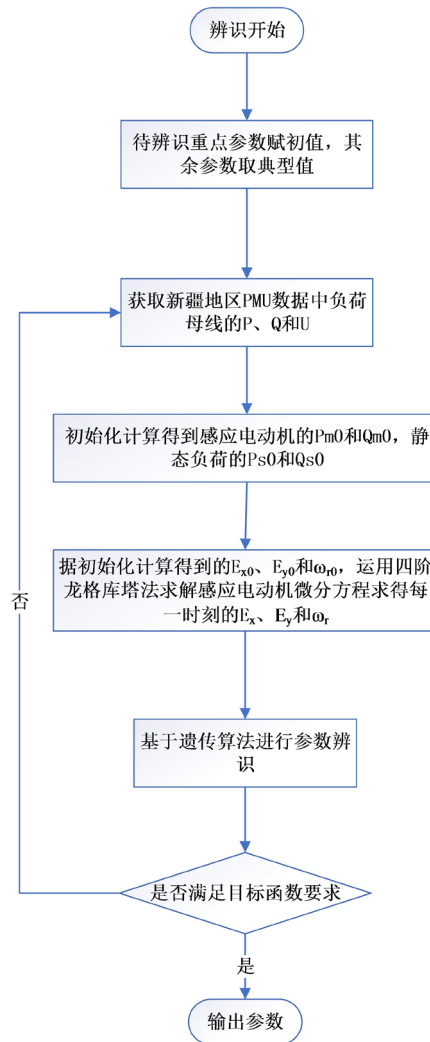 辨识开始
待辨识重点参数赋初值，其
余参数取典型值
获取新疆地区PMU数据中负荷
母线的P、Q和U
初始化计算得到感应电动机的Pm0和Qm0，静
态负荷的Ps0和Qs0
据初始化计算得到的Ex0、Ey0和ωr0，运用四阶
龙格库塔法求解感应电动机微分方程求得每
一时刻的Ex、Ey和ωr
否
基于遗传算法进行参数辨
识
是否满足目标函数要求
是
输出参数